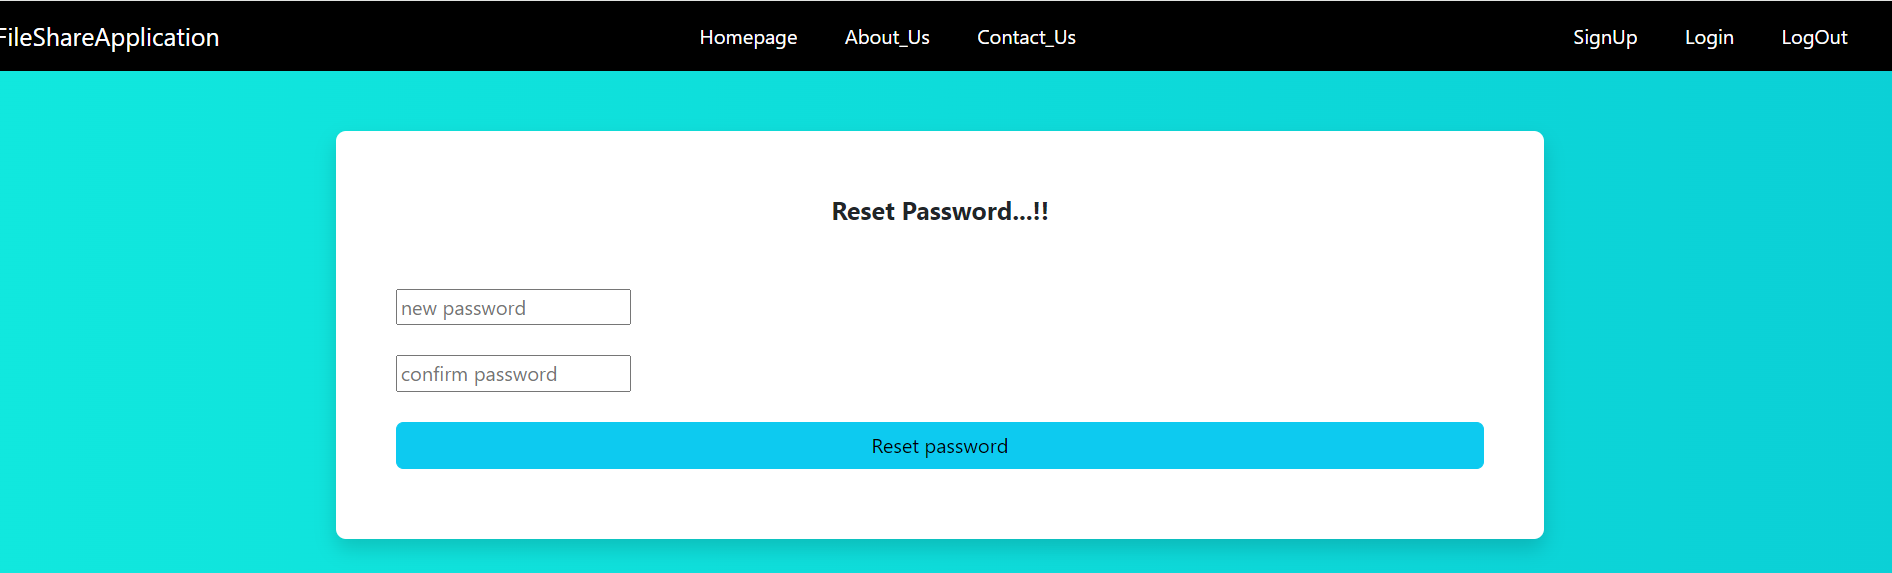 FileShareApplication Homepage About_Us Contact_Us SignUp Login LogOut
Reset Password...!!
new password
confirm password
Reset password